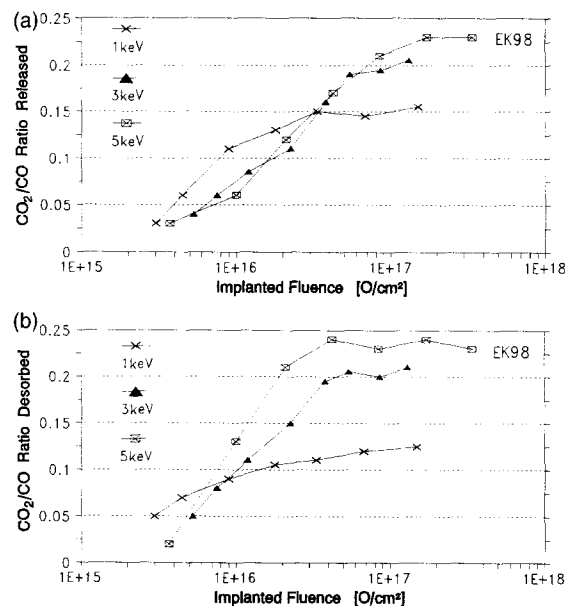 (a)
0.25
0.2
0.15
0.1
0.05
0
CO₂/CO Ratio Released
1keV
3keV
5keV
EK98
1E+15
1E+16
1E+17
1E+18
Implanted Fluence [O/cm²]
(b)
0.25
0.2
0.15
0.1
0.05
0
CO₂/CO Ratio Desorbed
1keV
3keV
5keV
EK98
1E+15
1E+16
1E+17
1E+18
Implanted Fluence [O/cm²]